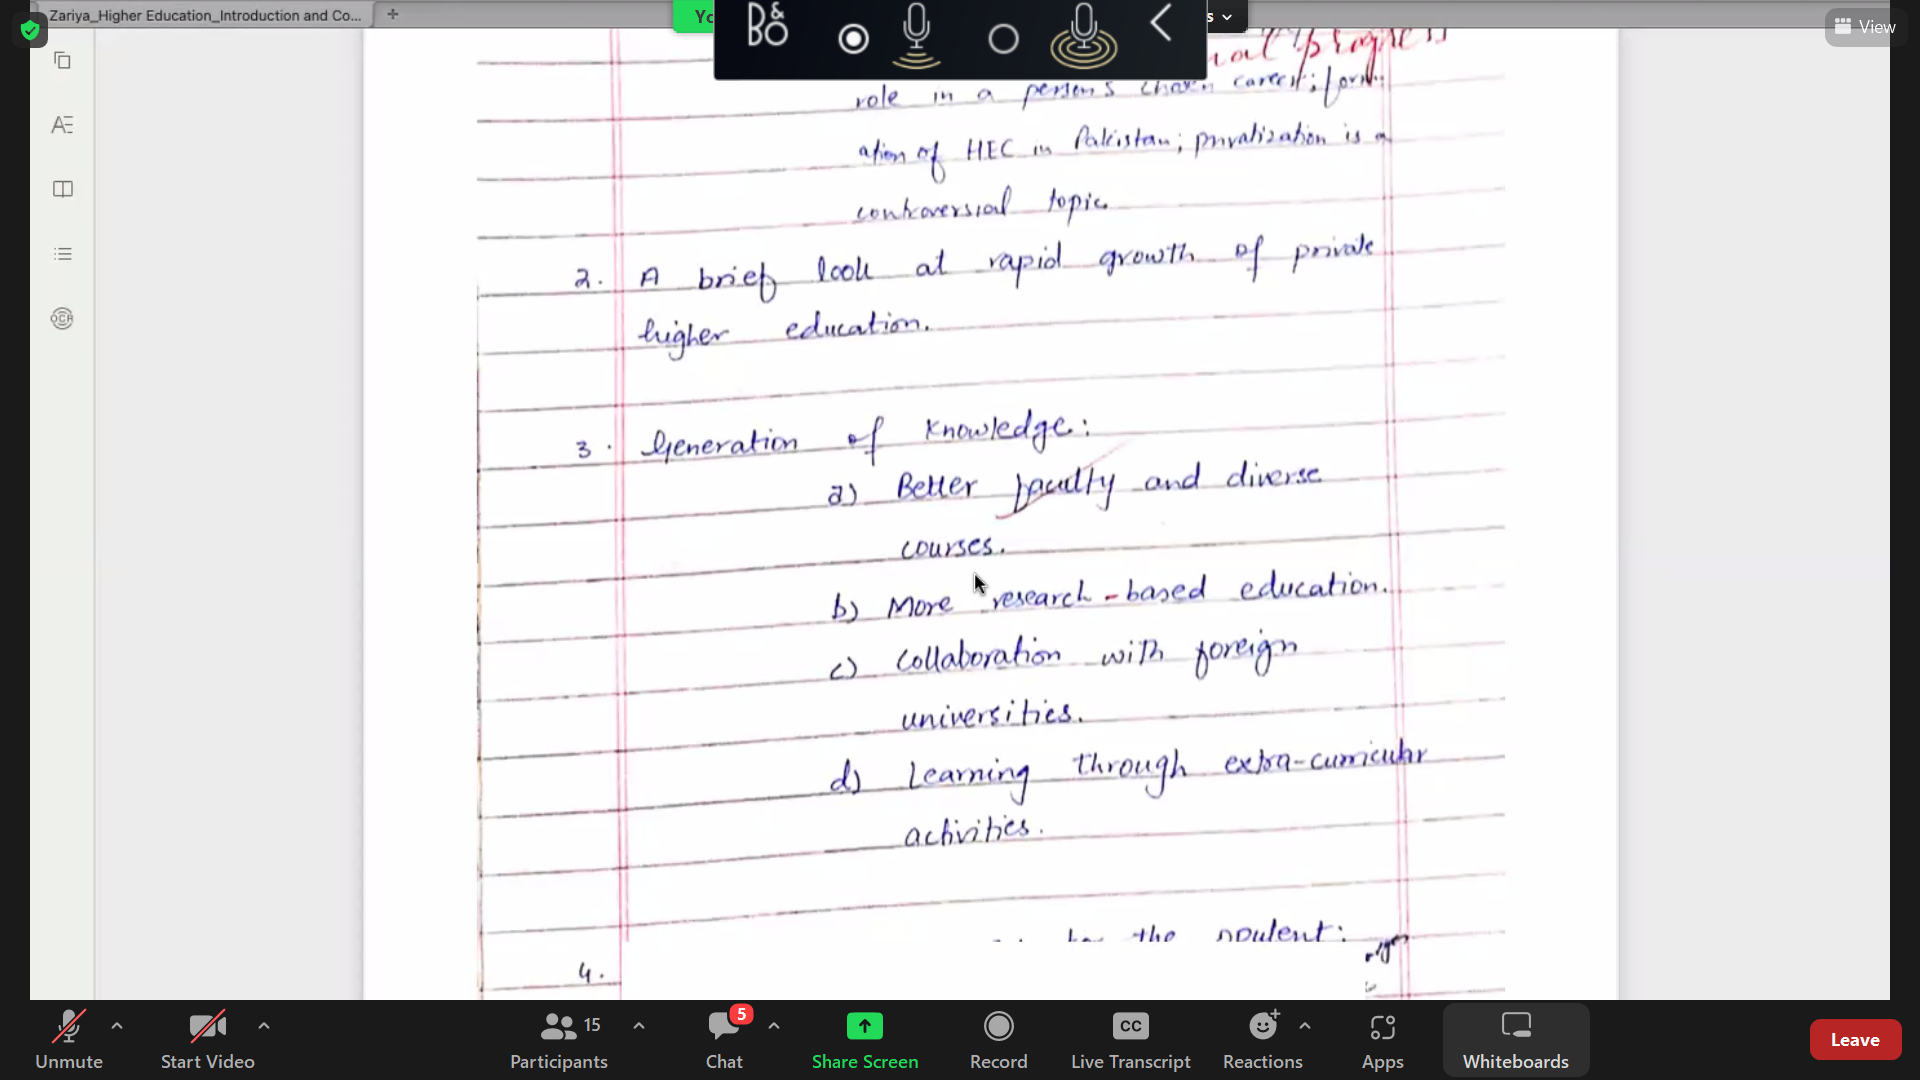 Zariya_Higher Education_Introduction and Co...
View
role in a person's chosen career; form-
ation of HEC in Pakistan; privatization is a
controversial topic.
2. A brief look at rapid growth of private
higher education.
3. Generation of Knowledge:
a) Better faculty and diverse
courses.
b) More research-based education.
c) Collaboration with foreign
universities.
d) Learning through extra-curricular
activities.
the opulent:
4.
Unmute
Start Video
15
Participants
5
Chat
Share Screen
Record
CC
Live Transcript
Reactions
Apps
Whiteboards
Leave
OCR
B&O